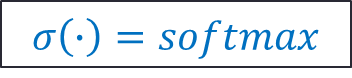 σ(·) = softmax